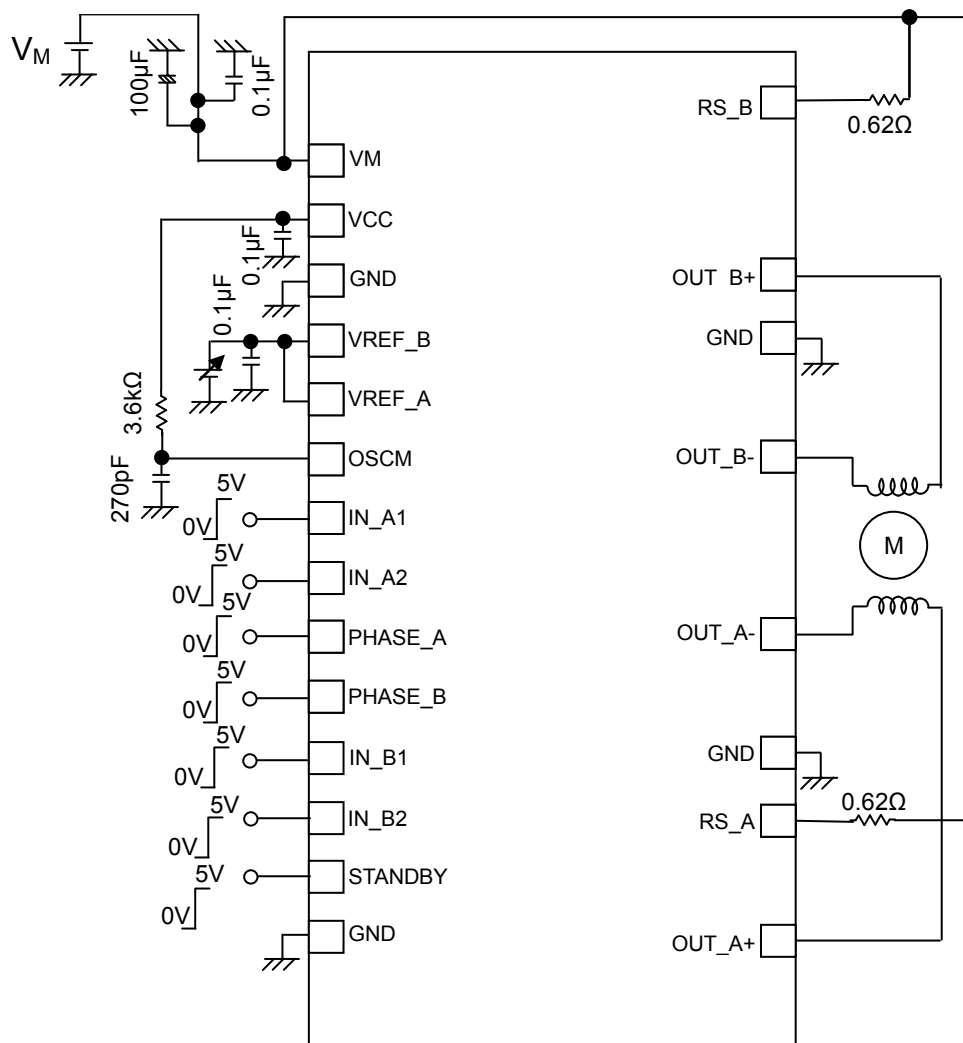 VM
100μF
0.1μF
RS_B
0.62Ω
VM
VCC
0.1μF
GND
OUT B+
0.1μF
VREF_B
GND
VREF_A
3.6kΩ
OSCM
OUT_B-
270pF
5V
0V
IN_A1
M
5V
0V
IN_A2
5V
0V
PHASE_A
OUT_A-
5V
0V
PHASE_B
5V
0V
IN_B1
GND
5V
0V
IN_B2
0.62Ω
RS_A
5V
0V
STANDBY
GND
OUT_A+